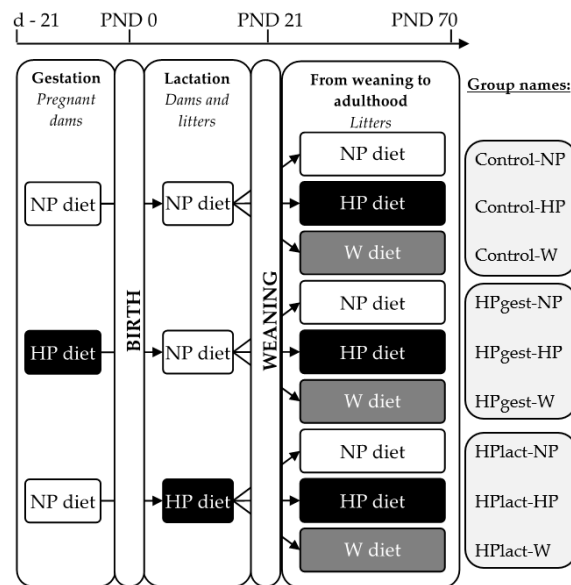 d - 21 PND 0 PND 21 PND 70
Gestation
Pregnant
dams
Lactation
Dams and
litters
From weaning to
adulthood
Litters
Group names:
BIRTH
WEANING
NP diet NP diet
NP diet
HP diet
W diet
Control-NP
Control-HP
Control-W
HP diet NP diet
NP diet
HP diet
W diet
HPgest-NP
HPgest-HP
HPgest-W
NP diet HP diet
NP diet
HP diet
W diet
HPlact-NP
HPlact-HP
HPlact-W